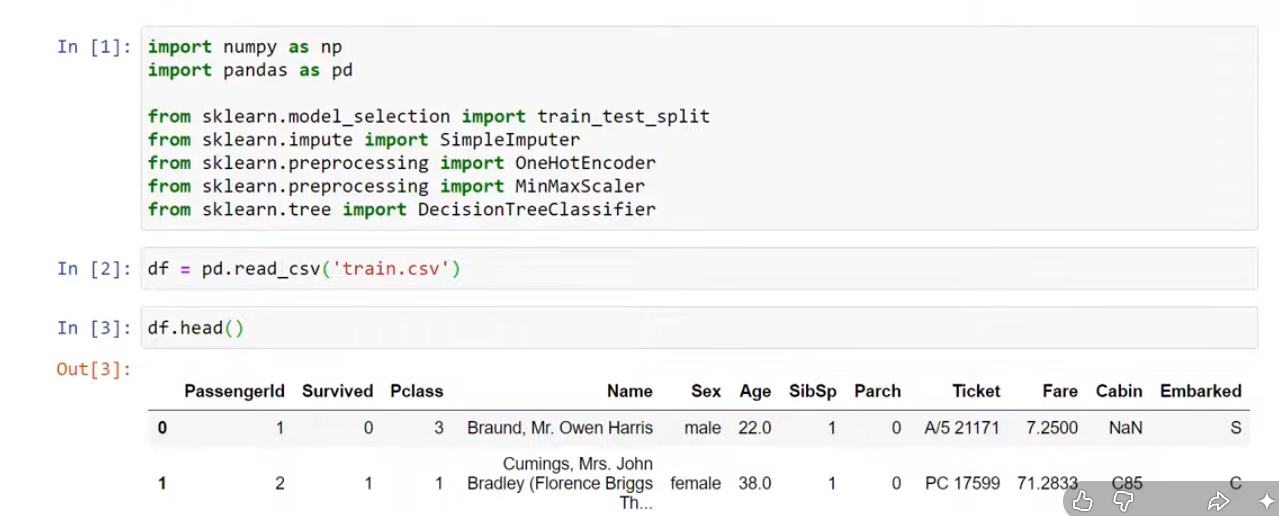 In [1]: import numpy as np
import pandas as pd
from sklearn.model_selection import train_test_split
from sklearn.impute import SimpleImputer
from sklearn.preprocessing import OneHotEncoder
from sklearn.preprocessing import MinMaxScaler
from sklearn.tree import DecisionTreeClassifier
In [2]: df = pd.read_csv('train.csv')
In [3]: df.head()
Out[3]:
PassengerId Survived Pclass Name Sex Age SibSp Parch Ticket Fare Cabin Embarked
0 1 0 3 Braund, Mr. Owen Harris male 22.0 1 0 A/5 21171 7.2500 NaN S
Cumings, Mrs. John
1 2 1 1 Bradley (Florence Briggs female 38.0 1 0 PC 17599 71.2833 C85 C
Th...